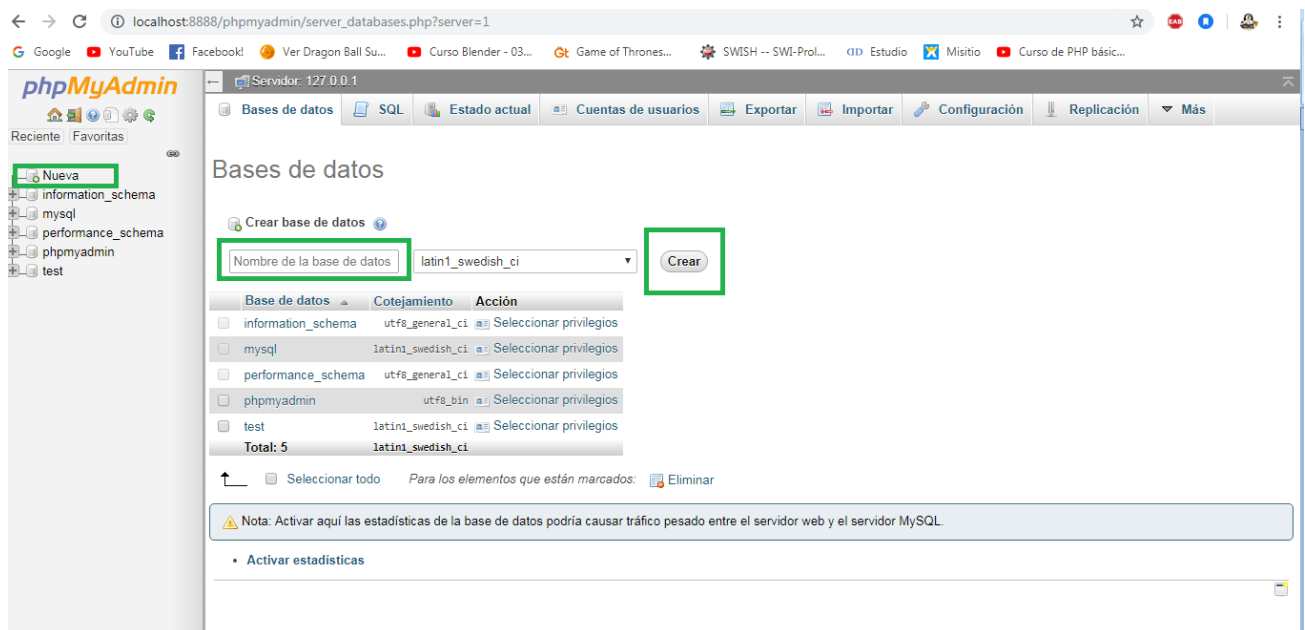 localhost:8888/phpmyadmin/server_databases.php?server=1
EAB
Google YouTube Facebook! Ver Dragon Ball Su... Curso Blender - 03... Gt Game of Thrones... SWISH -- SWI-Prol... Estudio Misitio Curso de PHP básic...
phpMyAdmin
Reciente Favoritas
Nueva
information_schema
mysql
performance_schema
phpmyadmin
test
Servidor: 127.0.0.1
Bases de datos SQL Estado actual Cuentas de usuarios Exportar Importar Configuración Replicación Más
Bases de datos
Crear base de datos
Nombre de la base de datos latin1_swedish_ci Crear
Base de datos Cotejamiento Acción
information_schema utf8_general_ci Seleccionar privilegios
mysql latin1_swedish_ci Seleccionar privilegios
performance_schema utf8_general_ci Seleccionar privilegios
phpmyadmin utf8_bin Seleccionar privilegios
test latin1_swedish_ci Seleccionar privilegios
Total: 5 latin1_swedish_ci
Seleccionar todo Para los elementos que están marcados: Eliminar
Nota: Activar aquí las estadísticas de la base de datos podría causar tráfico pesado entre el servidor web y el servidor MySQL.
• Activar estadísticas